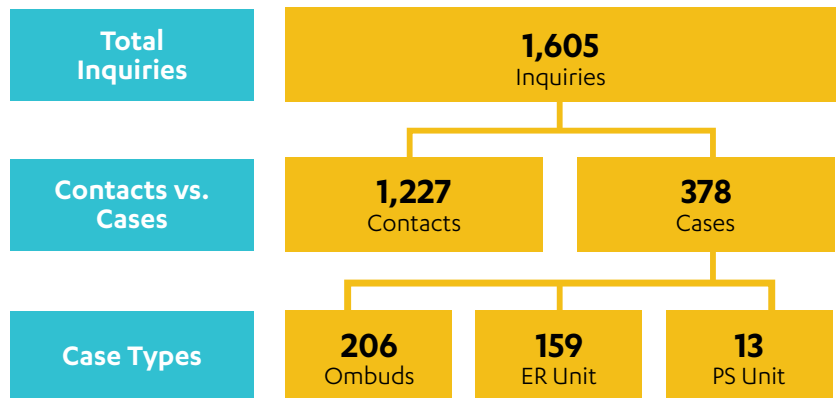 Total
Inquiries
1,605
Inquiries
Contacts vs.
Cases
1,227
Contacts
378
Cases
Case Types
206
Ombuds
159
ER Unit
13
PS Unit